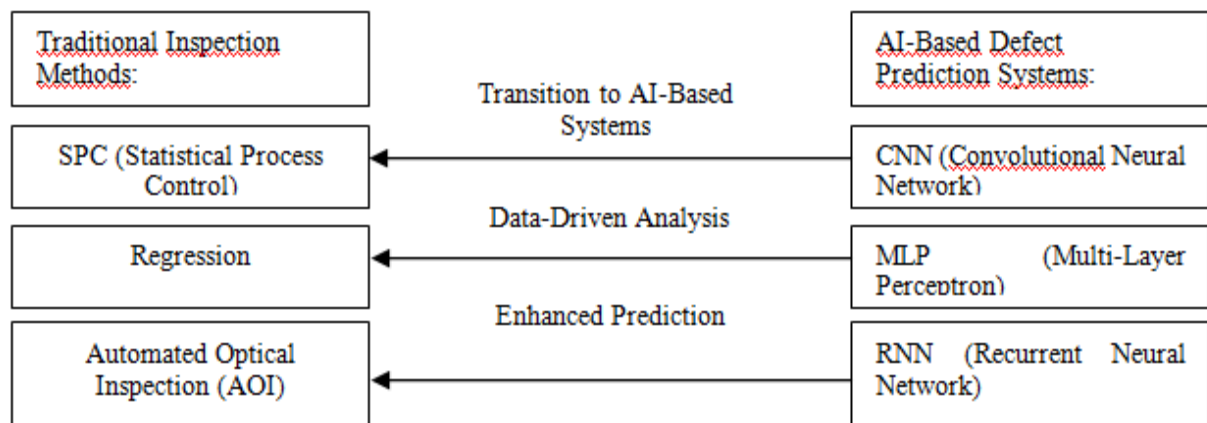 Traditional Inspection
Methods:
AI-Based Defect
Prediction Systems:
Transition to AI-Based
Systems
SPC (Statistical Process
Control)
CNN (Convolutional Neural
Network)
Data-Driven Analysis
Regression
MLP (Multi-Layer
Perceptron)
Enhanced Prediction
Automated Optical
Inspection (AOI)
RNN (Recurrent Neural
Network)